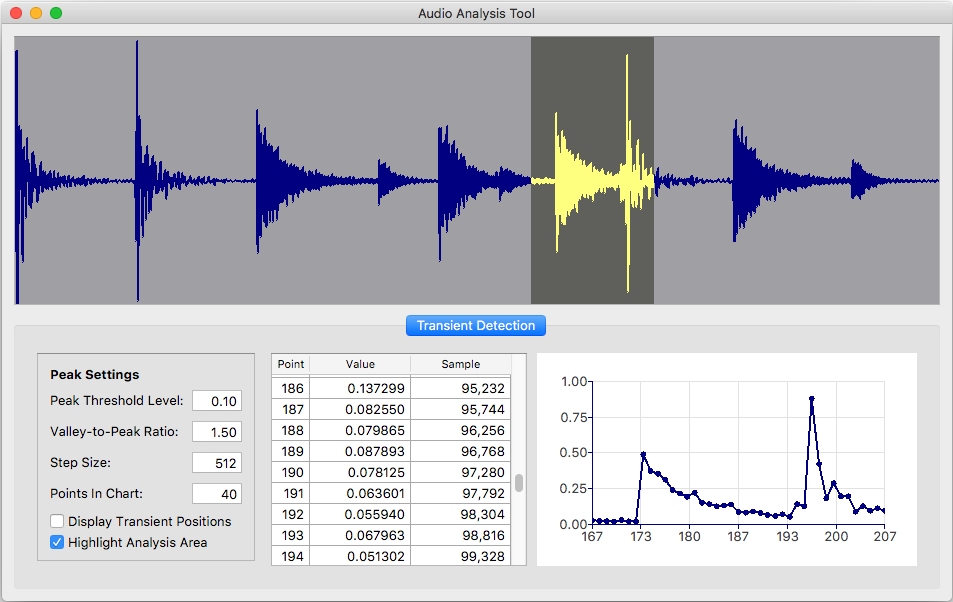 Audio Analysis Tool
Transient Detection
Peak Settings
Peak Threshold Level: 0.10
Valley-to-Peak Ratio: 1.50
Step Size: 512
Points In Chart: 40
Display Transient Positions
Highlight Analysis Area
Point Value Sample
186 0.137299 95,232
187 0.082550 95,744
188 0.079865 96,256
189 0.087893 96,768
190 0.078125 97,280
191 0.063601 97,792
192 0.055940 98,304
193 0.067963 98,816
194 0.051302 99,328
1.00
0.75
0.50
0.25
0.00
167 173 180 187 193 200 207